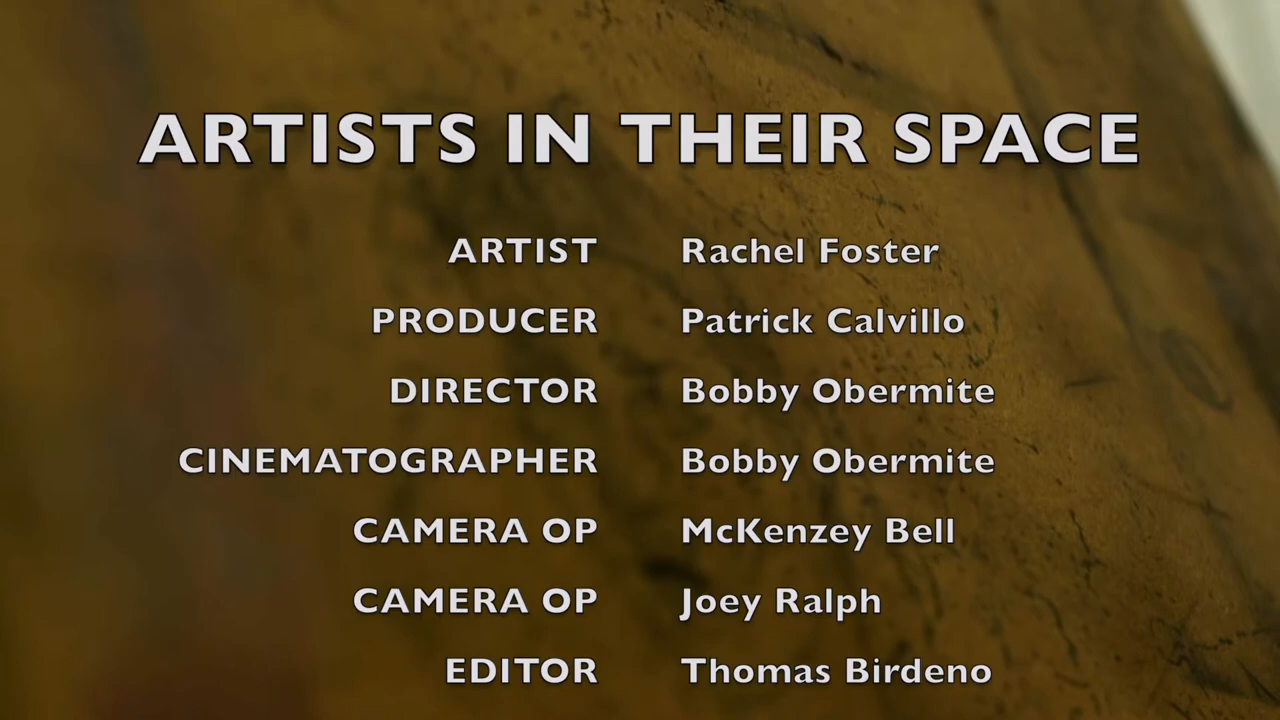 ARTISTS IN THEIR SPACE
ARTIST Rachel Foster
PRODUCER Patrick Calvillo
DIRECTOR Bobby Obermite
CINEMATOGRAPHER Bobby Obermite
CAMERA OP McKenzey Bell
CAMERA OP Joey Ralph
EDITOR Thomas Birdeno